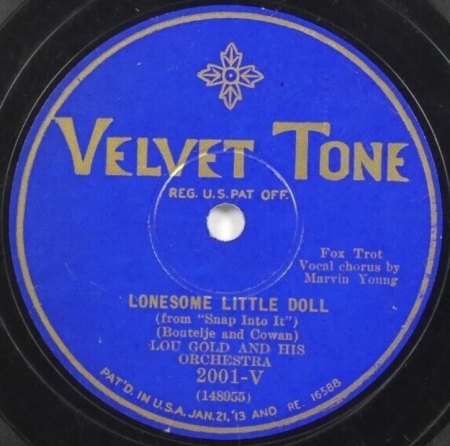 VELVET TONE
REG. U.S. PAT OFF.
Fox Trot
Vocal chorus by
Marvin Young
LONESOME LITTLE DOLL
(from "Snap Into It")
(Boutelje and Cowan)
LOU GOLD AND HIS
ORCHESTRA
2001-V
(148955)
PAT'D. IN U.S.A. JAN. 21, '13 AND RE. 16588